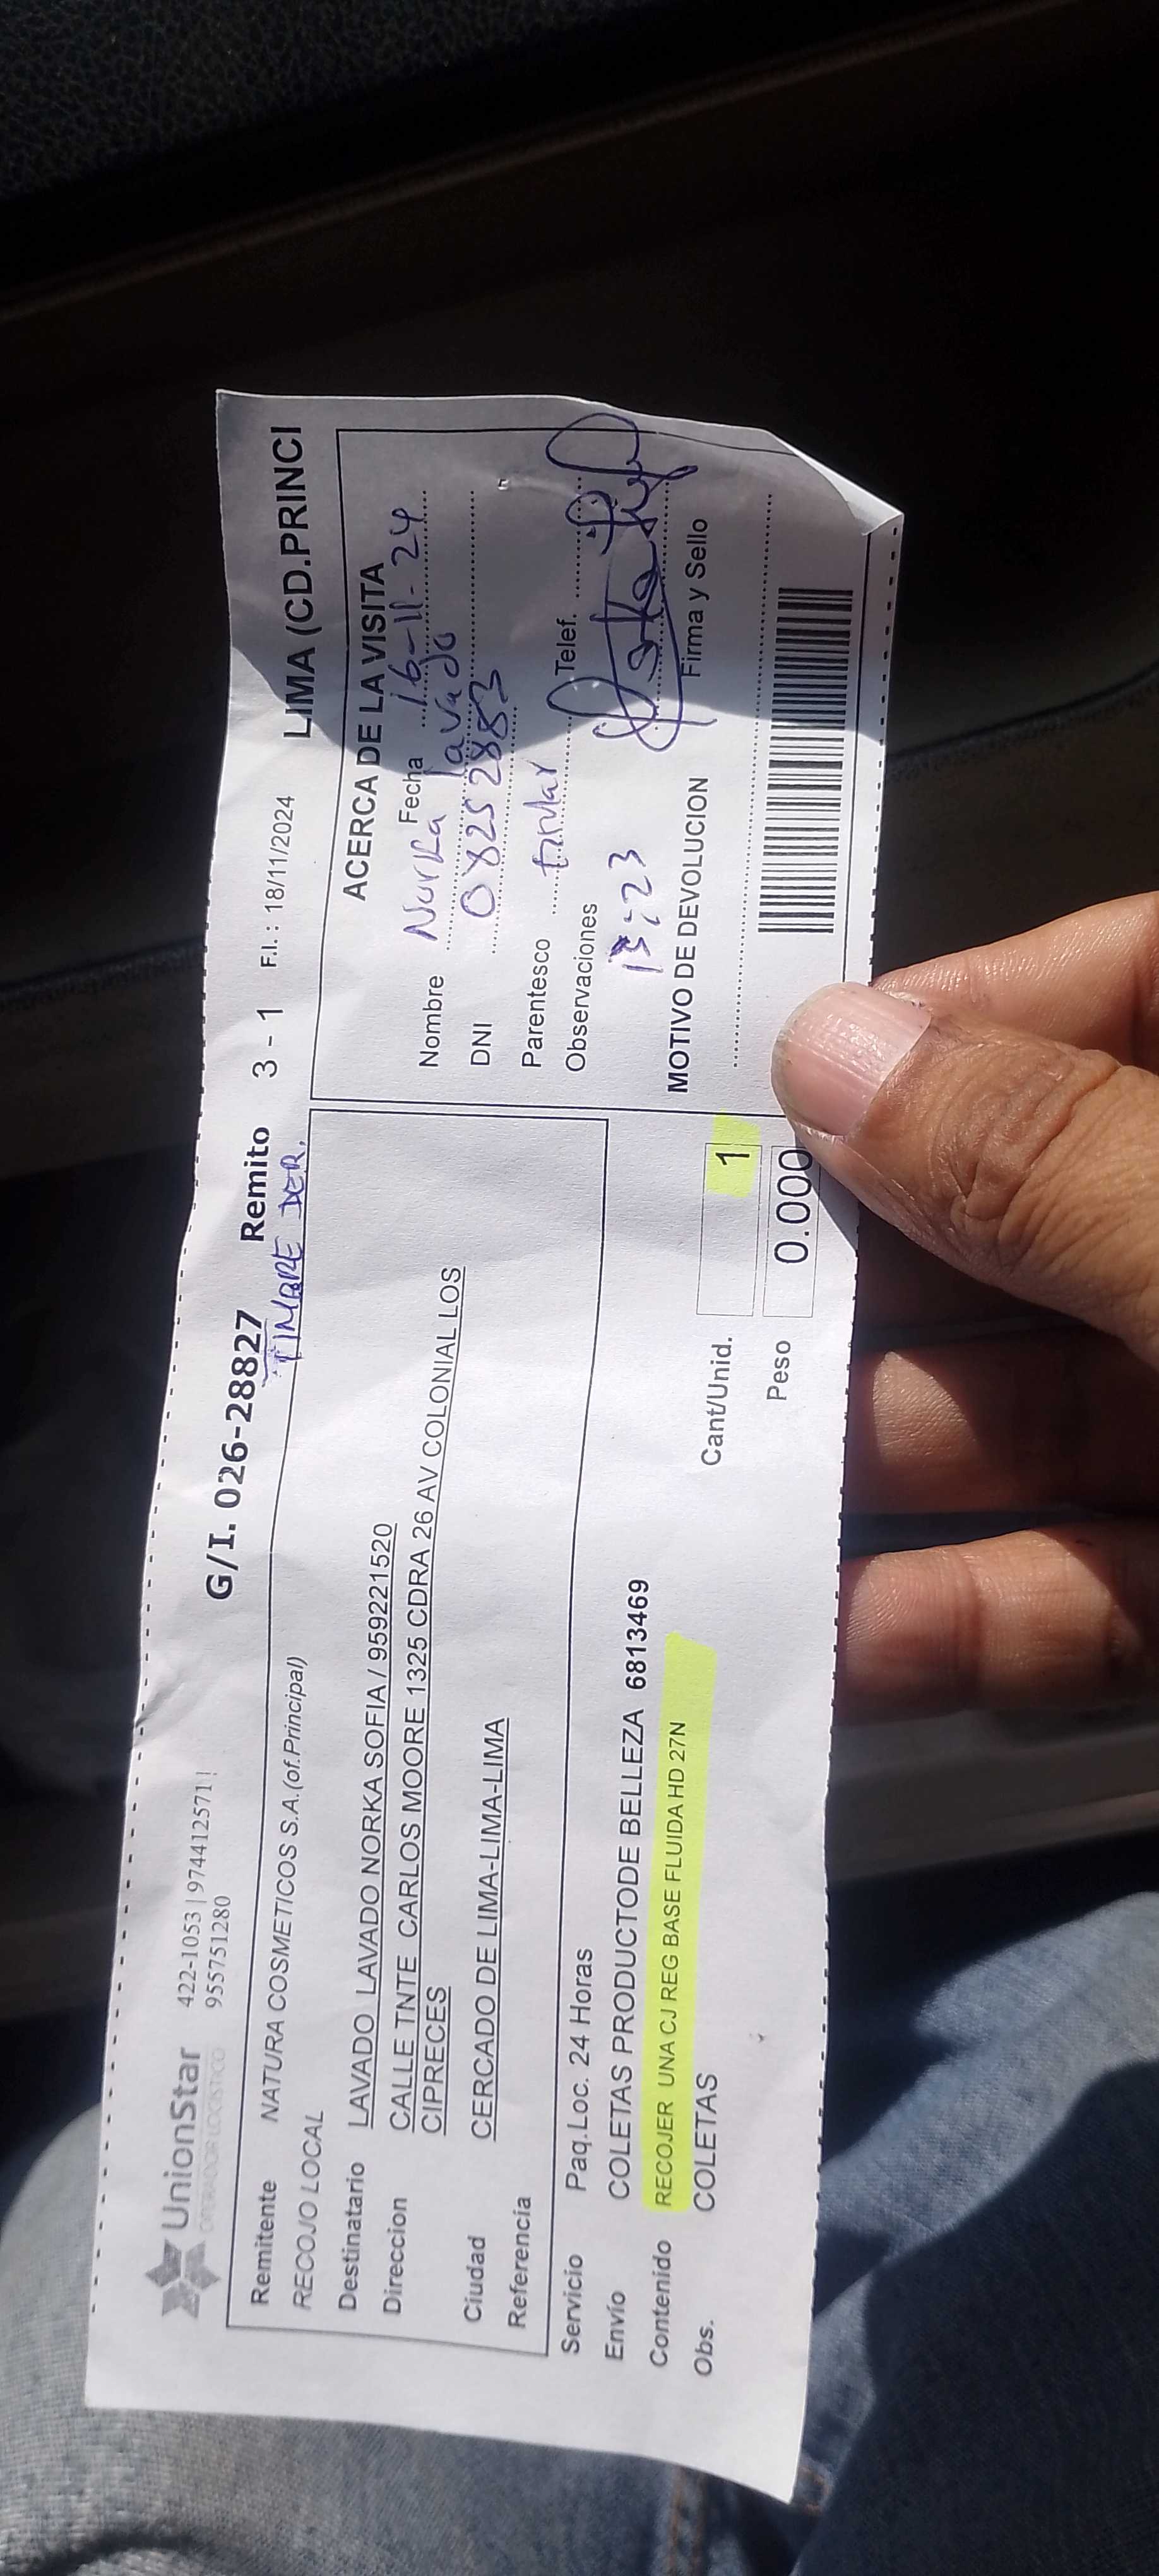 UnionStar
OPERADOR LOGISTICO
422-1053 | 974412571 |
955751280
G/I. 026-28827
Remito 3 - 1 F.I.: 18/11/2024 LIMA (CD.PRINCI
TIMBRE DER.
Remitente NATURA COSMETICOS S.A.(of.Principal)
RECOJO LOCAL
Destinatario LAVADO LAVADO NORKA SOFIA / 959221520
Direccion CALLE TNTE CARLOS MOORE 1325 CDRA 26 AV COLONIAL LOS
CIPRECES
Ciudad CERCADO DE LIMA-LIMA-LIMA
Referencia
Servicio Paq.Loc. 24 Horas
Envío COLETAS PRODUCTODE BELLEZA 6813469
Contenido RECOJER UNA CJ REG BASE FLUIDA HD 27N
Obs. COLETAS
Cant/Unid. 1
Peso 0.000
ACERCA DE LA VISITA
Fecha 16-11-24
Nombre Norka lavado
DNI 08252883
Parentesco titular Telef.
Observaciones
13:23
Firma y Sello
MOTIVO DE DEVOLUCION